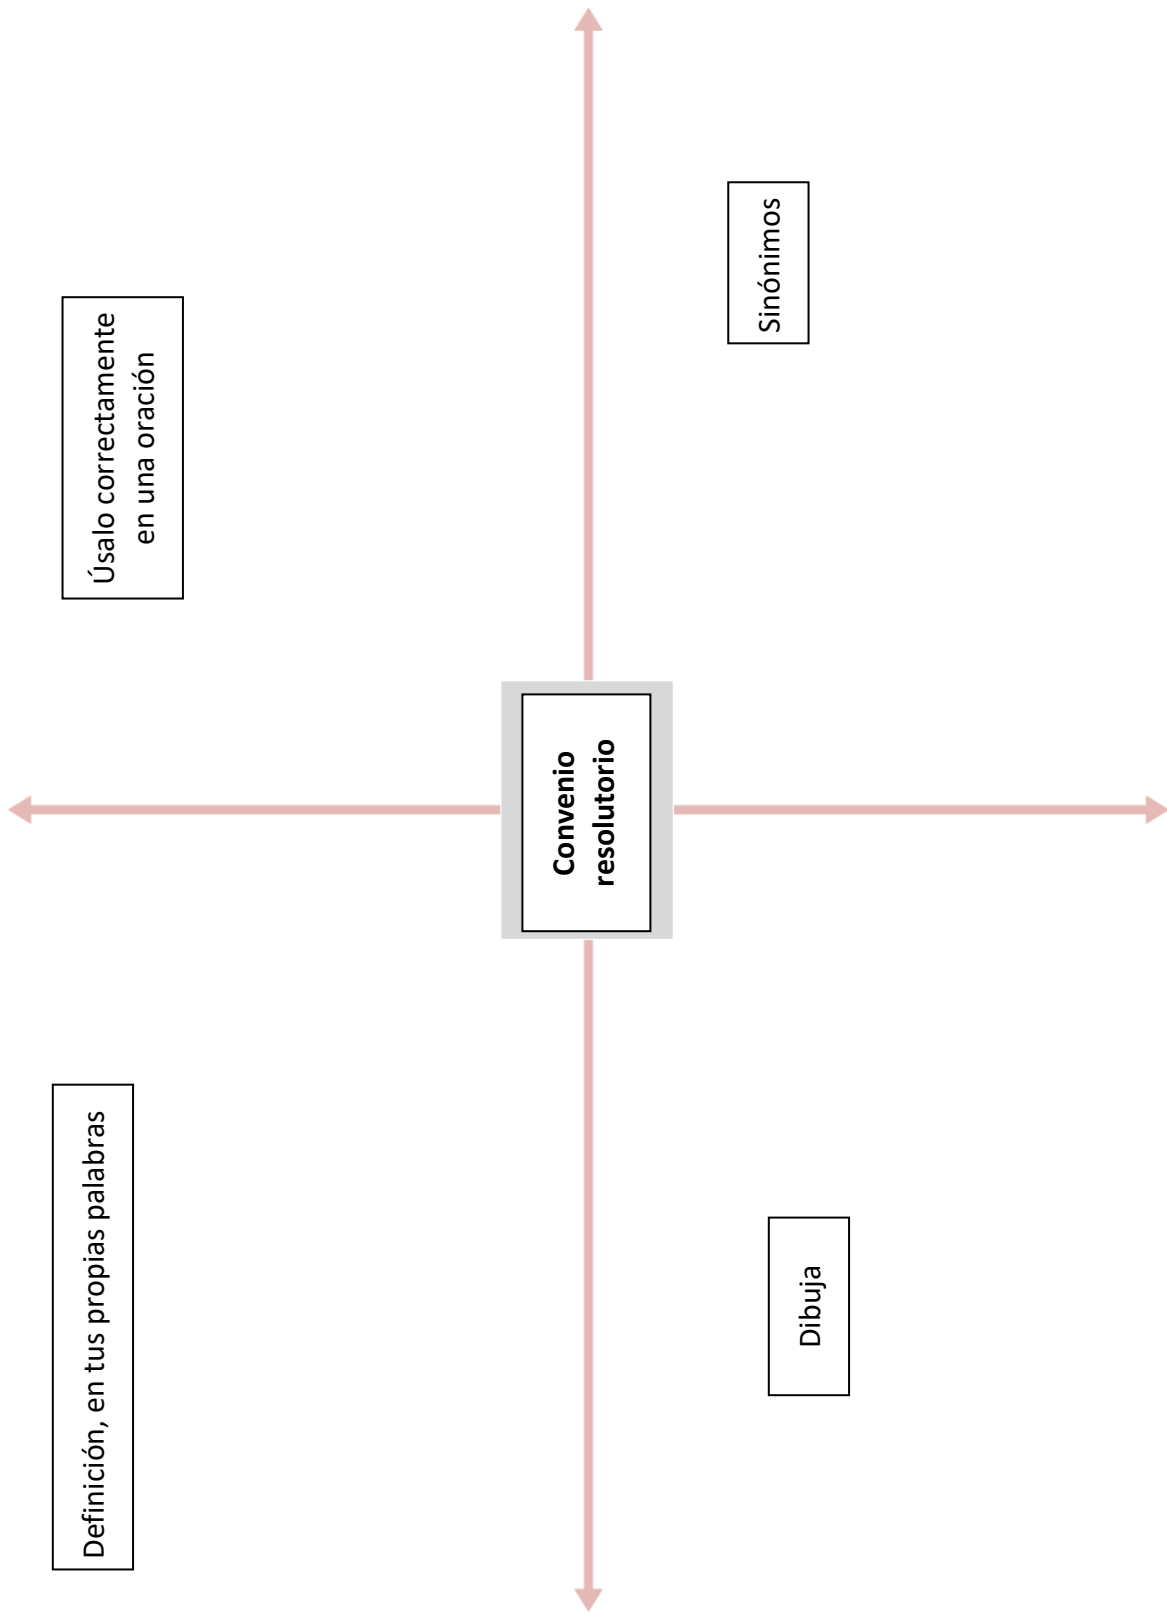 Definición, en tus propias palabras
Úsalo correctamente
en una oración
Convenio
resolutorio
Dibuja
Sinónimos